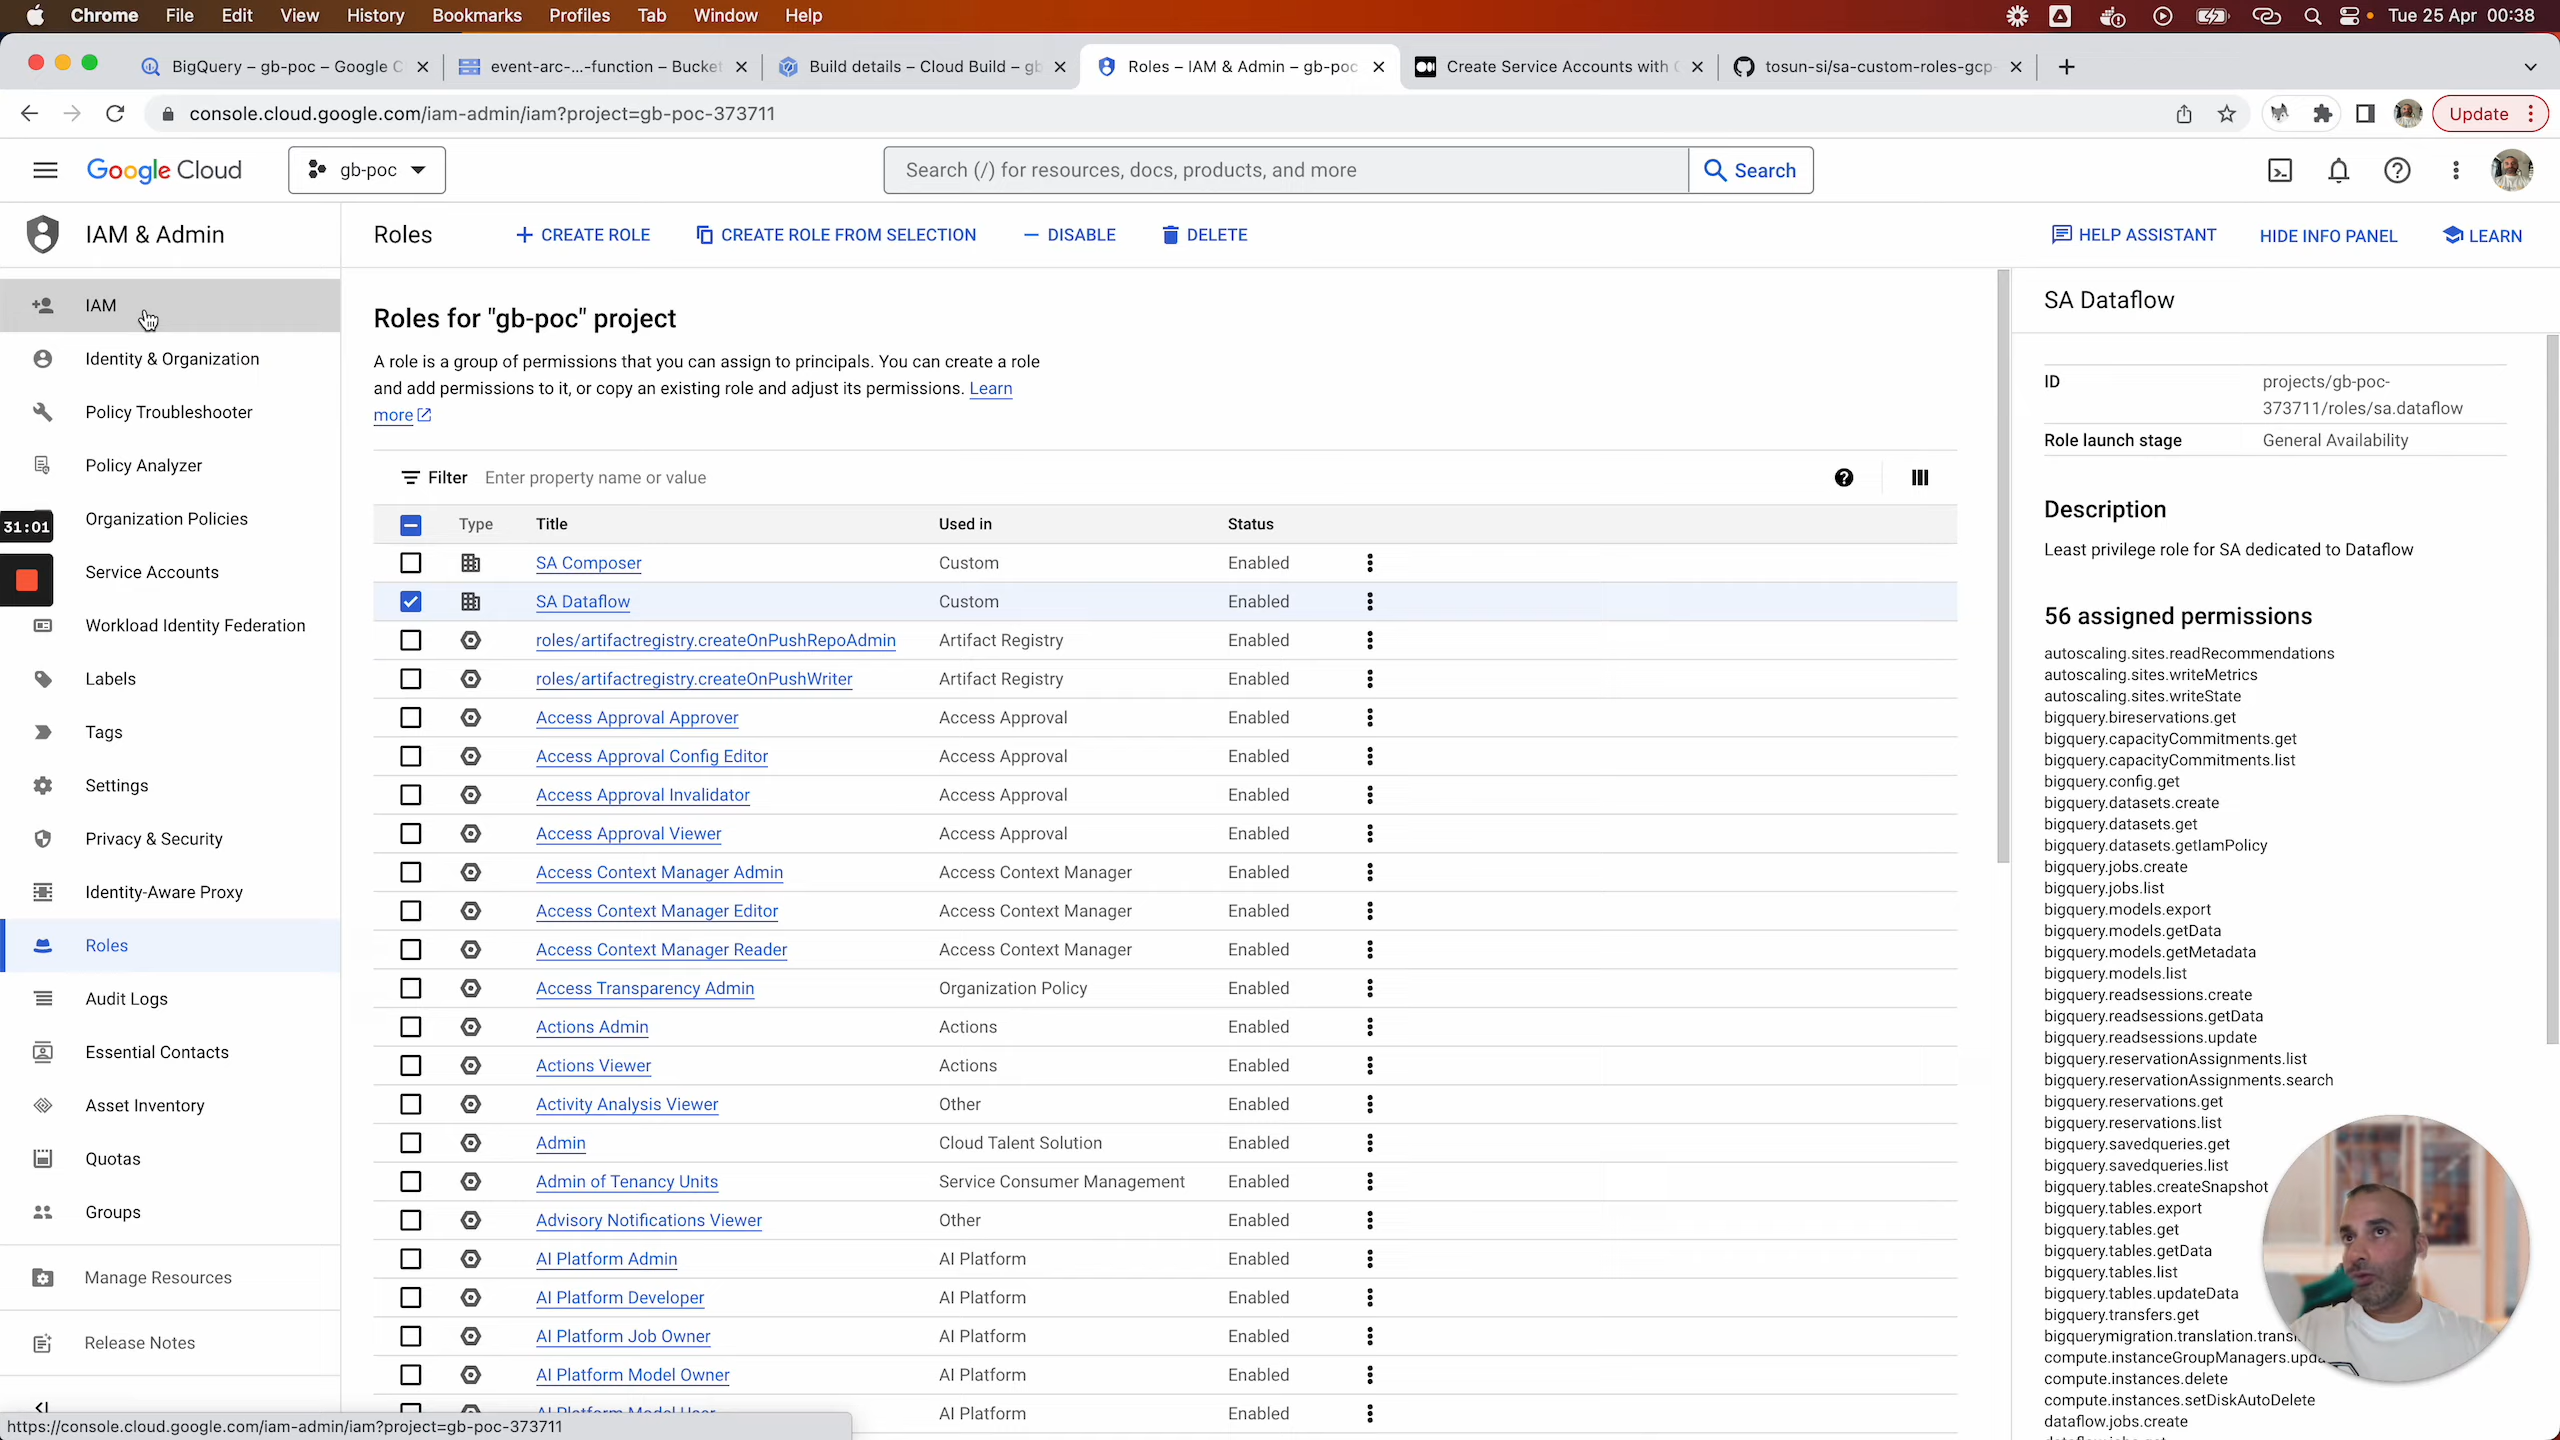 Chrome File Edit View History Bookmarks Profiles Tab Window Help
Tue 25 Apr 00:38
BigQuery – gb-poc – Google C
event-arc-...-function – Bucket
Build details – Cloud Build – gb
Roles – IAM & Admin – gb-poc
Create Service Accounts with
tosun-si/sa-custom-roles-gcp-
console.cloud.google.com/iam-admin/iam?project=gb-poc-373711
Update
Google Cloud
gb-poc
Search (/) for resources, docs, products, and more
Search
IAM & Admin
Roles
CREATE ROLE
CREATE ROLE FROM SELECTION
DISABLE
DELETE
HELP ASSISTANT
HIDE INFO PANEL
LEARN
IAM
Identity & Organization
Policy Troubleshooter
Policy Analyzer
Organization Policies
31:01
Service Accounts
Workload Identity Federation
Labels
Tags
Settings
Privacy & Security
Identity-Aware Proxy
Roles
Audit Logs
Essential Contacts
Asset Inventory
Quotas
Groups
Manage Resources
Release Notes
https://console.cloud.google.com/iam-admin/iam?project=gb-poc-373711
Roles for "gb-poc" project
A role is a group of permissions that you can assign to principals. You can create a role
and add permissions to it, or copy an existing role and adjust its permissions. Learn
more
Filter Enter property name or value
Type Title Used in Status
SA Composer Custom Enabled
SA Dataflow Custom Enabled
roles/artifactregistry.createOnPushRepoAdmin Artifact Registry Enabled
roles/artifactregistry.createOnPushWriter Artifact Registry Enabled
Access Approval Approver Access Approval Enabled
Access Approval Config Editor Access Approval Enabled
Access Approval Invalidator Access Approval Enabled
Access Approval Viewer Access Approval Enabled
Access Context Manager Admin Access Context Manager Enabled
Access Context Manager Editor Access Context Manager Enabled
Access Context Manager Reader Access Context Manager Enabled
Access Transparency Admin Organization Policy Enabled
Actions Admin Actions Enabled
Actions Viewer Actions Enabled
Activity Analysis Viewer Other Enabled
Admin Cloud Talent Solution Enabled
Admin of Tenancy Units Service Consumer Management Enabled
Advisory Notifications Viewer Other Enabled
AI Platform Admin AI Platform Enabled
AI Platform Developer AI Platform Enabled
AI Platform Job Owner AI Platform Enabled
AI Platform Model Owner AI Platform Enabled
AI Platform Model User AI Platform Enabled
SA Dataflow
ID projects/gb-poc-
373711/roles/sa.dataflow
Role launch stage General Availability
Description
Least privilege role for SA dedicated to Dataflow
56 assigned permissions
autoscaling.sites.readRecommendations
autoscaling.sites.writeMetrics
autoscaling.sites.writeState
bigquery.bireservations.get
bigquery.capacityCommitments.get
bigquery.capacityCommitments.list
bigquery.config.get
bigquery.datasets.create
bigquery.datasets.get
bigquery.datasets.getIamPolicy
bigquery.jobs.create
bigquery.jobs.list
bigquery.models.export
bigquery.models.getData
bigquery.models.getMetadata
bigquery.models.list
bigquery.readsessions.create
bigquery.readsessions.getData
bigquery.readsessions.update
bigquery.reservationAssignments.list
bigquery.reservationAssignments.search
bigquery.reservations.get
bigquery.reservations.list
bigquery.savedqueries.get
bigquery.savedqueries.list
bigquery.tables.createSnapshot
bigquery.tables.export
bigquery.tables.get
bigquery.tables.getData
bigquery.tables.list
bigquery.tables.updateData
bigquery.transfers.get
bigquerymigration.translation.trans
compute.instanceGroupManagers.upda
compute.instances.delete
compute.instances.setDiskAutoDelete
dataflow.jobs.create